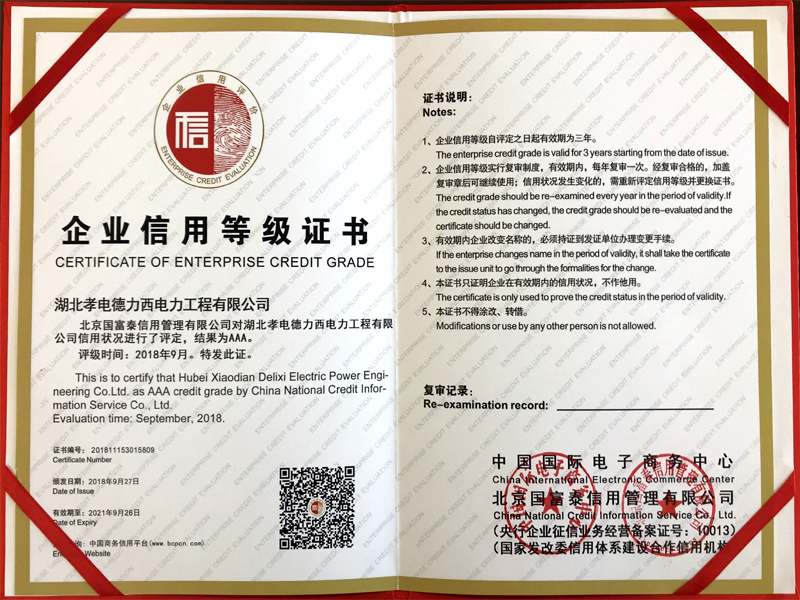 企业信用评价
信
ENTERPRISE CREDIT EVALUATION
企业信用等级证书
CERTIFICATE OF ENTERPRISE CREDIT GRADE
湖北孝电德力西电力工程有限公司
北京国富泰信用管理有限公司对湖北孝电德力西电力工程有限
公司信用状况进行了评定，结果为AAA。
评级时间：2018年9月。特发此证。
This is to certify that Hubei Xiaodian Delixi Electric Power Engi-
neering Co.Ltd. as AAA credit grade by China National Credit Infor-
mation Service Co., Ltd.
Evaluation time: September, 2018.
证书编号： 201811153015809
Certificate Number
颁发日期：2018年9月27日
Date of Issue
有效期至：2021年9月26日
Date of Expiry
询：中国商务信用平台(www.bcpcn.com)
Website
证书说明：
Notes:
1、企业信用等级自评定之日起有效期为三年。
The enterprise credit grade is valid for 3 years starting from the date of issue.
2、企业信用等级实行复审制度，有效期内，每年复审一次。经复审合格的，加盖
复审章后可继续使用；信用状况发生变化的，需重新评定信用等级并更换证书。
The credit grade should be re-examined every year in the period of validity.If
the credit status has changed, the credit grade should be re-evaluated and the
certificate should be changed.
3、有效期内企业改变名称的，必须持证到发证单位办理变更手续。
If the enterprise changes name in the period of validity, it shall take the certificate
to the issue unit to go through the formalities for the change.
4、本证书只证明企业在有效期内的信用状况，不作他用。
The certificate is only used to prove the credit status in the period of validity.
5、本证书不得涂改、转借。
Modifications or use by any other person is not allowed.
复审记录：
Re-examination record:
中国国际电子商务中心
China International Electronic Commerce Center
北京国富泰信用管理有限公司
China National Credit Information Service Co., Ltd.
(央行企业征信业务经营备案证号：10013)
(国家发改委信用体系建设合作信用机构